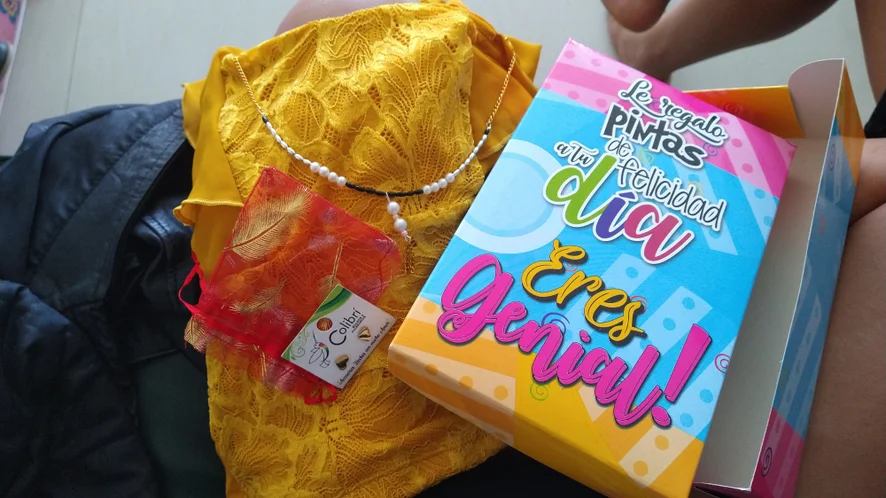 Le regalo
pintas
de felicidad
a tu
día
Eres
genial!
Colibrí